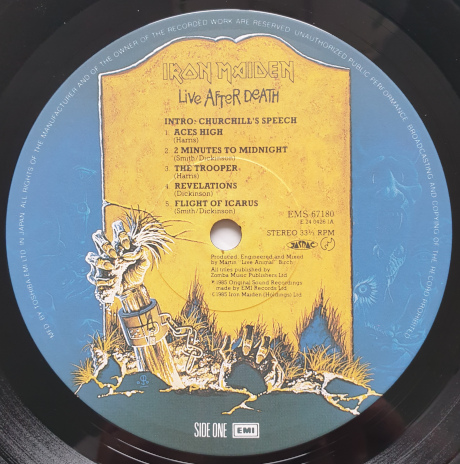 MFD BY TOSHIBA EMI LTD IN JAPAN. ALL RIGHTS OF THE MANUFACTURER AND OF THE OWNER OF THE RECORDED WORK ARE RESERVED. UNAUTHORIZED PUBLIC PERFORMANCE BROADCASTING AND COPYING OF THE RECORD PROHIBITED
IRON MAIDEN
LIVE AFTER DEATH
INTRO: CHURCHILL'S SPEECH
1. ACES HIGH
(Harris)
2. 2 MINUTES TO MIDNIGHT
(Smith/Dickinson)
3. THE TROOPER
(Harris)
4. REVELATIONS
(Dickinson)
5. FLIGHT OF ICARUS
(Smith/Dickinson)
EMS 67180
STEREO 33⅓ RPM
JASRAC
Produced, Engineered and Mixed
by Martin "Live Animal" Birch
All titles published by
Zomba Music Publishers Ltd
℗ 1985 Original Sound Recordings
made by EMI Records Ltd
© 1985 Iron Maiden (Holdings) Ltd
SIDE ONE EMI